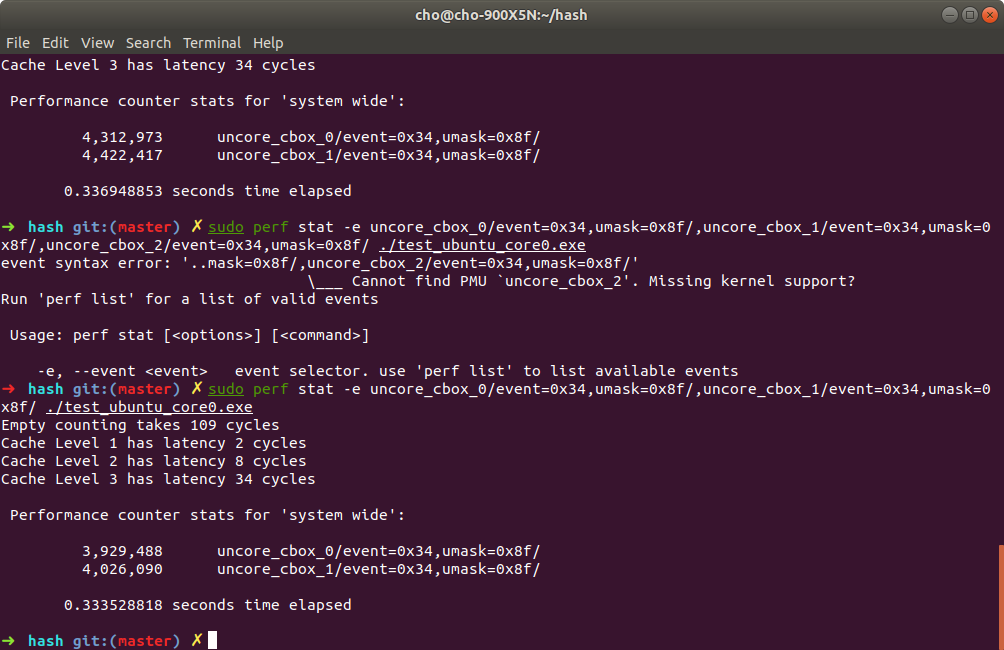 cho@cho-900X5N:~/hash
File Edit View Search Terminal Help
Cache Level 3 has latency 34 cycles
Performance counter stats for 'system wide':
4,312,973 uncore_cbox_0/event=0x34,umask=0x8f/
4,422,417 uncore_cbox_1/event=0x34,umask=0x8f/
0.336948853 seconds time elapsed
➜ hash git:(master) ✗ sudo perf stat -e uncore_cbox_0/event=0x34,umask=0x8f/,uncore_cbox_1/event=0x34,umask=0
x8f/,uncore_cbox_2/event=0x34,umask=0x8f/ ./test_ubuntu_core0.exe
event syntax error: '..mask=0x8f/,uncore_cbox_2/event=0x34,umask=0x8f/'
\___ Cannot find PMU `uncore_cbox_2'. Missing kernel support?
Run 'perf list' for a list of valid events
Usage: perf stat [<options>] [<command>]
-e, --event <event> event selector. use 'perf list' to list available events
➜ hash git:(master) ✗ sudo perf stat -e uncore_cbox_0/event=0x34,umask=0x8f/,uncore_cbox_1/event=0x34,umask=0
x8f/ ./test_ubuntu_core0.exe
Empty counting takes 109 cycles
Cache Level 1 has latency 2 cycles
Cache Level 2 has latency 8 cycles
Cache Level 3 has latency 34 cycles
Performance counter stats for 'system wide':
3,929,488 uncore_cbox_0/event=0x34,umask=0x8f/
4,026,090 uncore_cbox_1/event=0x34,umask=0x8f/
0.333528818 seconds time elapsed
➜ hash git:(master) ✗